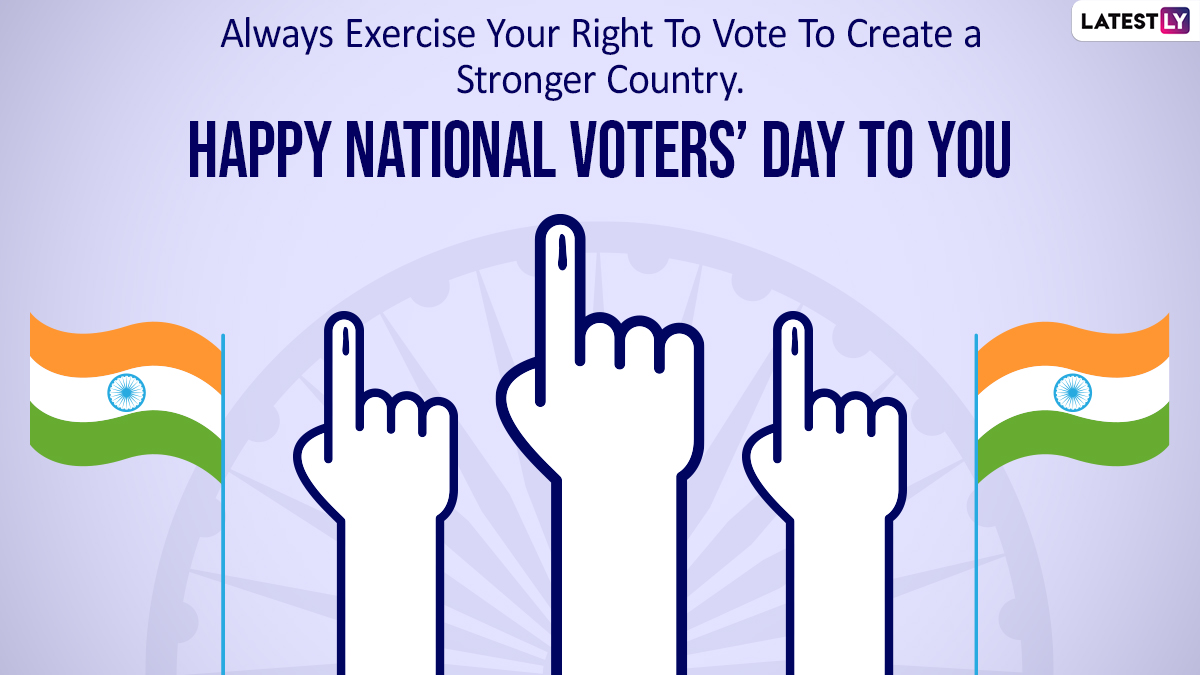 LATESTLY
Always Exercise Your Right To Vote To Create a
Stronger Country.
HAPPY NATIONAL VOTERS’ DAY TO YOU